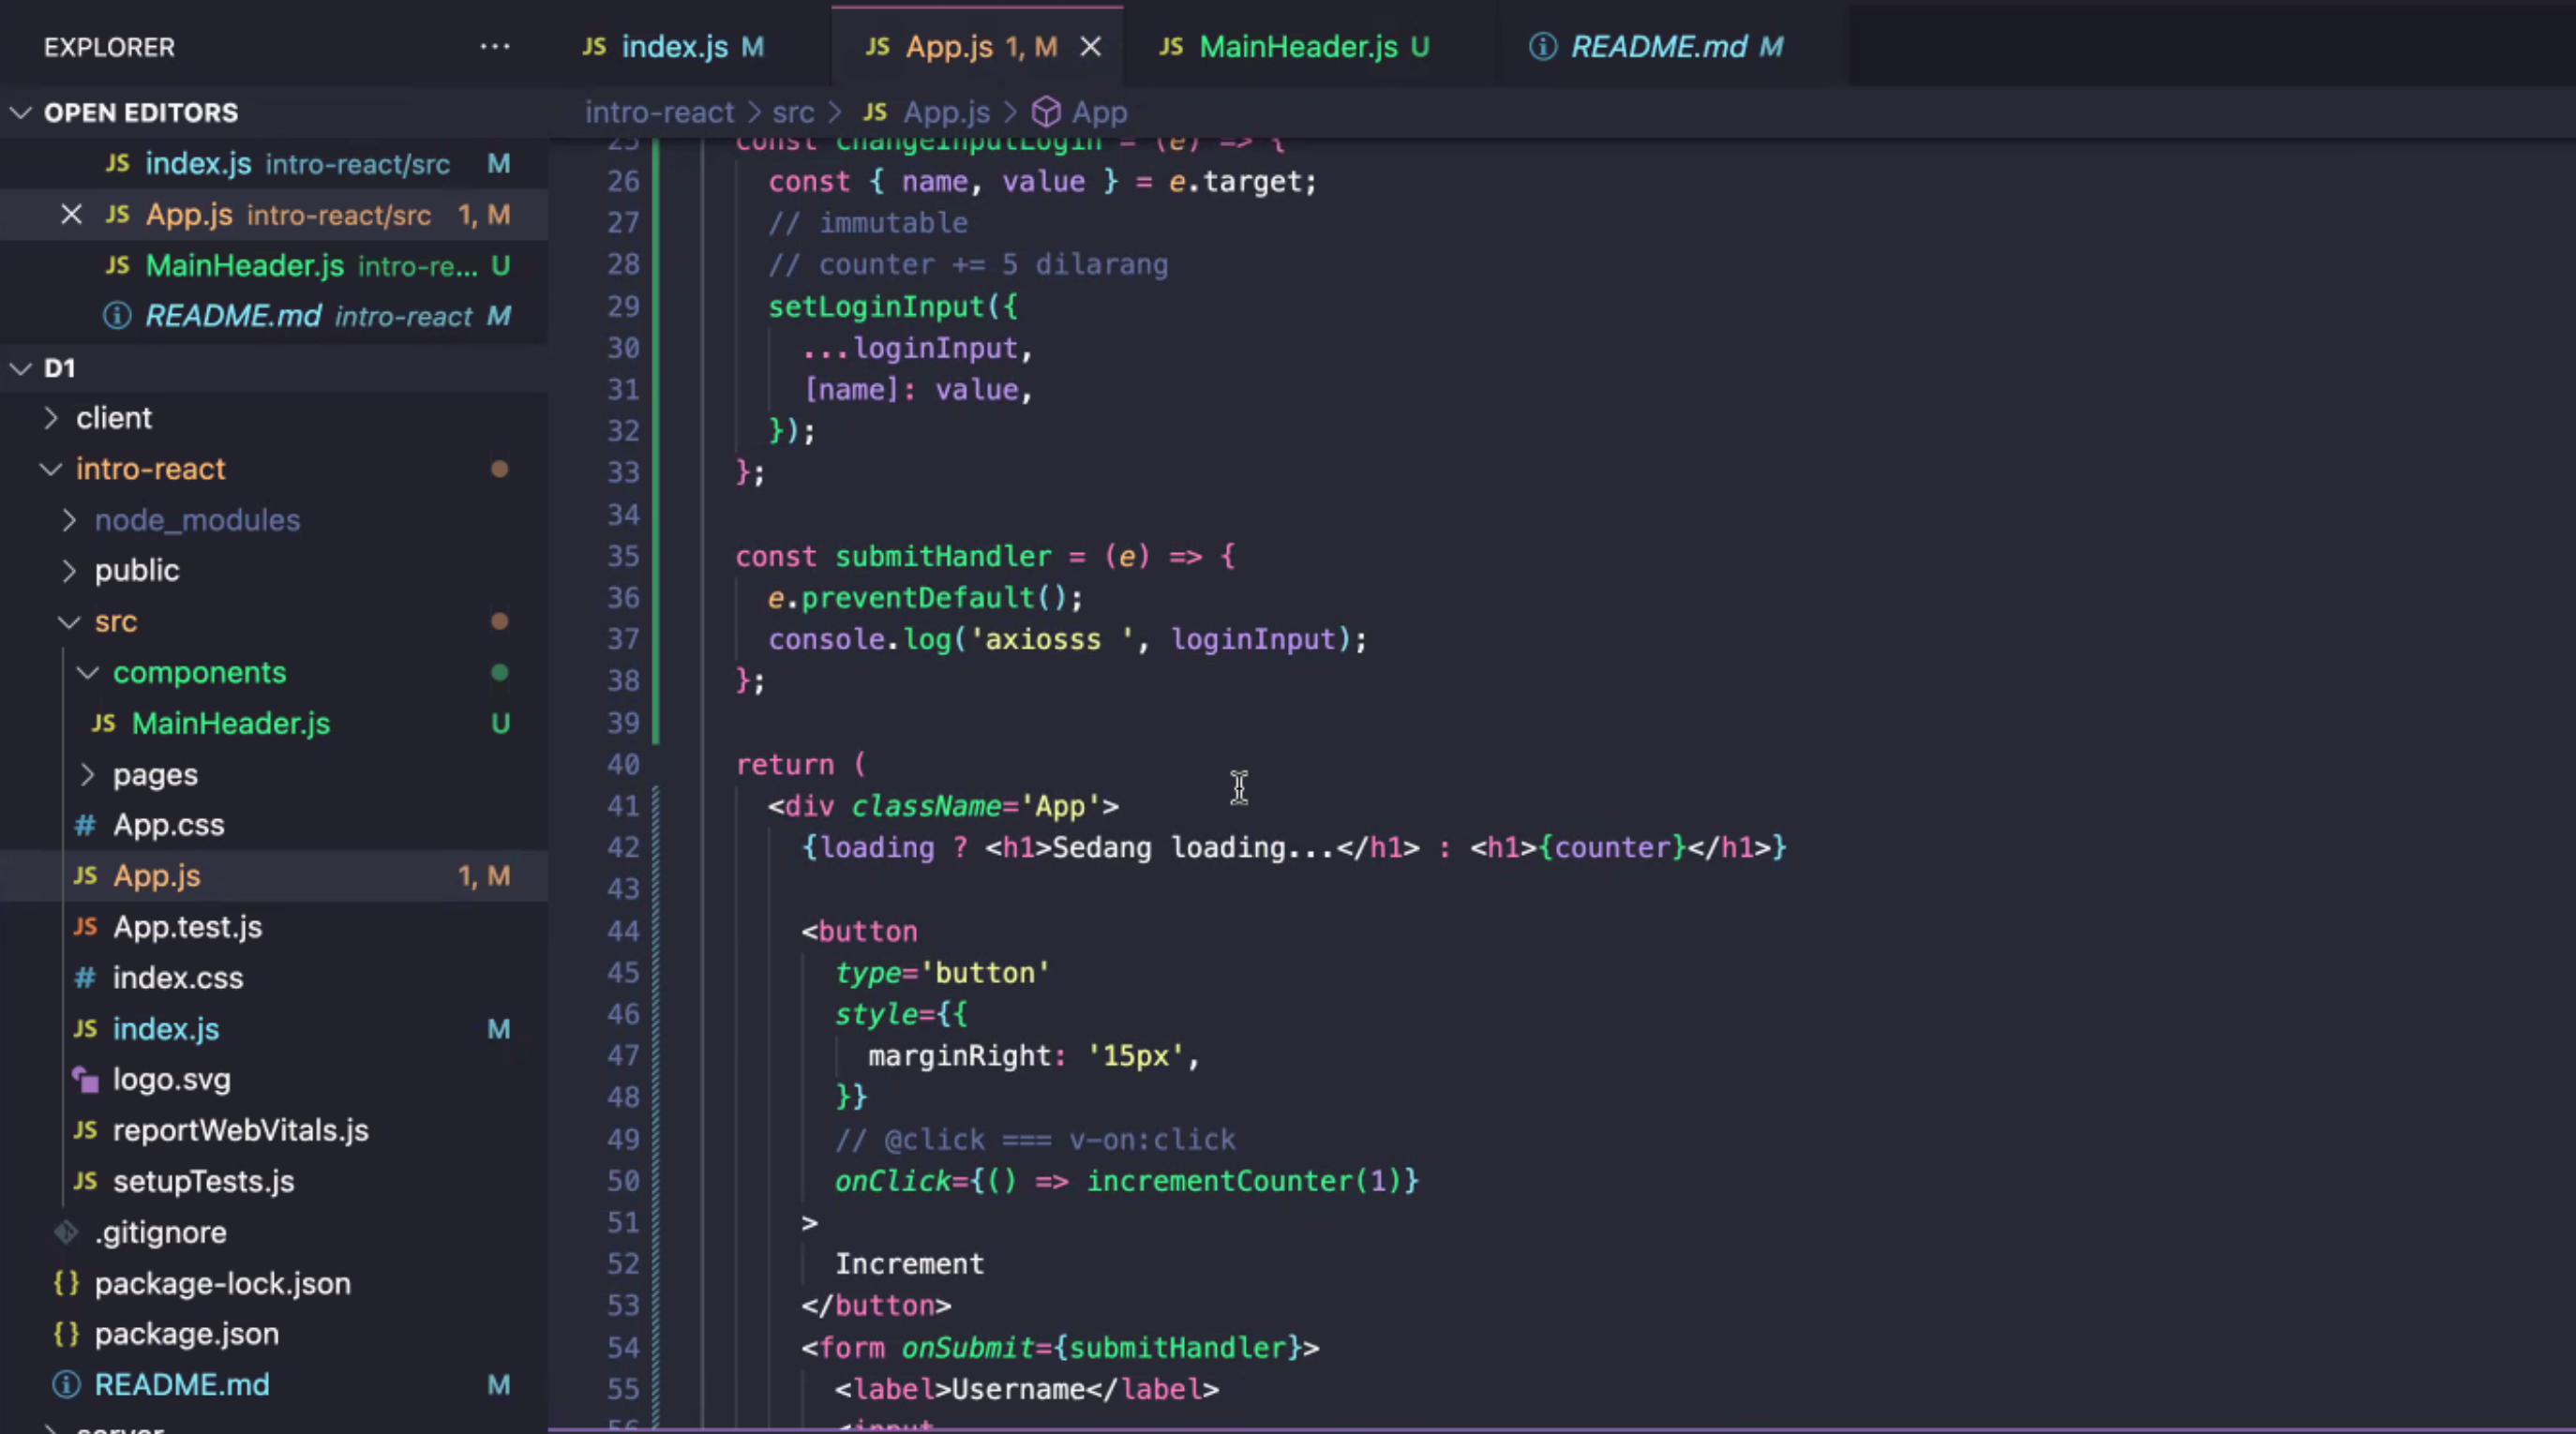 EXPLORER ...
OPEN EDITORS
JS index.js intro-react/src M
JS App.js intro-react/src 1, M
JS MainHeader.js intro-re... U
README.md intro-react M
D1
client
intro-react
node_modules
public
src
components
JS MainHeader.js U
pages
# App.css
JS App.js 1, M
JS App.test.js
# index.css
JS index.js M
logo.svg
JS reportWebVitals.js
JS setupTests.js
.gitignore
{} package-lock.json
{} package.json
README.md M
server
JS index.js M JS App.js 1, M JS MainHeader.js U README.md M
intro-react > src > JS App.js > App
25 const changeInputLogin = (e) => {
26 const { name, value } = e.target;
27 // immutable
28 // counter += 5 dilarang
29 setLoginInput({
30 ...loginInput,
31 [name]: value,
32 });
33 };
34
35 const submitHandler = (e) => {
36 e.preventDefault();
37 console.log('axiosss ', loginInput);
38 };
39
40 return (
41 <div className='App'>
42 {loading ? <h1>Sedang loading...</h1> : <h1>{counter}</h1>}
43
44 <button
45 type='button'
46 style={{
47 marginRight: '15px',
48 }}
49 // @click === v-on:click
50 onClick={() => incrementCounter(1)}
51 >
52 Increment
53 </button>
54 <form onSubmit={submitHandler}>
55 <label>Username</label>
56 <input